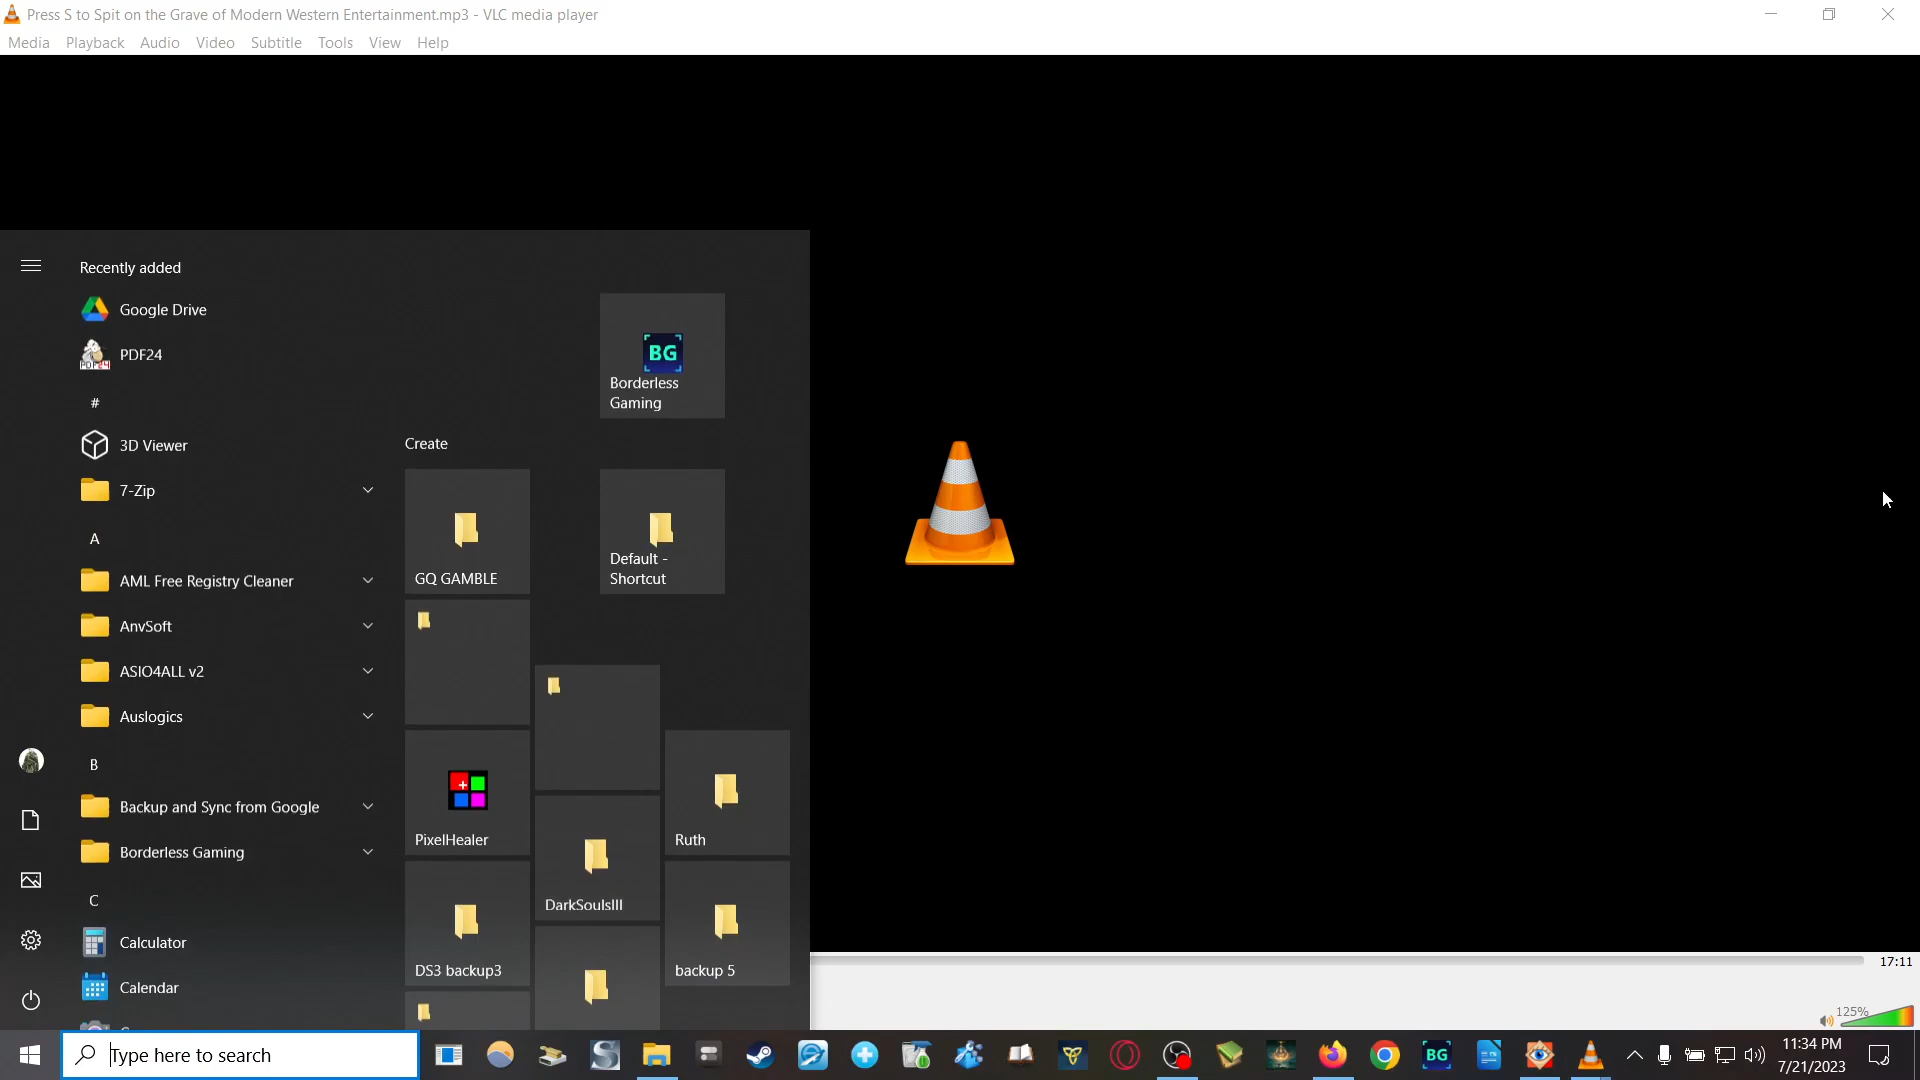 Press S to Spit on the Grave of Modern Western Entertainment.mp3 - VLC media player
Media Playback Audio Video Subtitle Tools View Help
Recently added
Google Drive
PDF24
#
3D Viewer
7-Zip
A
AML Free Registry Cleaner
AnvSoft
ASIO4ALL v2
Auslogics
B
Backup and Sync from Google
Borderless Gaming
C
Calculator
Calendar
BG
Borderless
Gaming
Create
GQ GAMBLE
Default -
Shortcut
PixelHealer
Ruth
DarkSoulsIII
DS3 backup3
backup 5
17:11
125%
Type here to search
BG
11:34 PM
7/21/2023